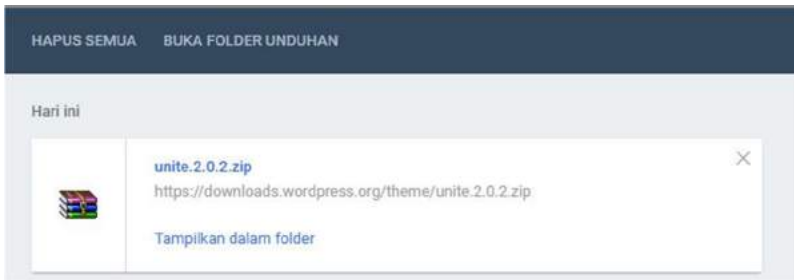 HAPUS SEMUA BUKA FOLDER UNDUHAN
Hari ini
unite.2.0.2.zip
https://downloads.wordpress.org/theme/unite.2.0.2.zip
Tampilkan dalam folder